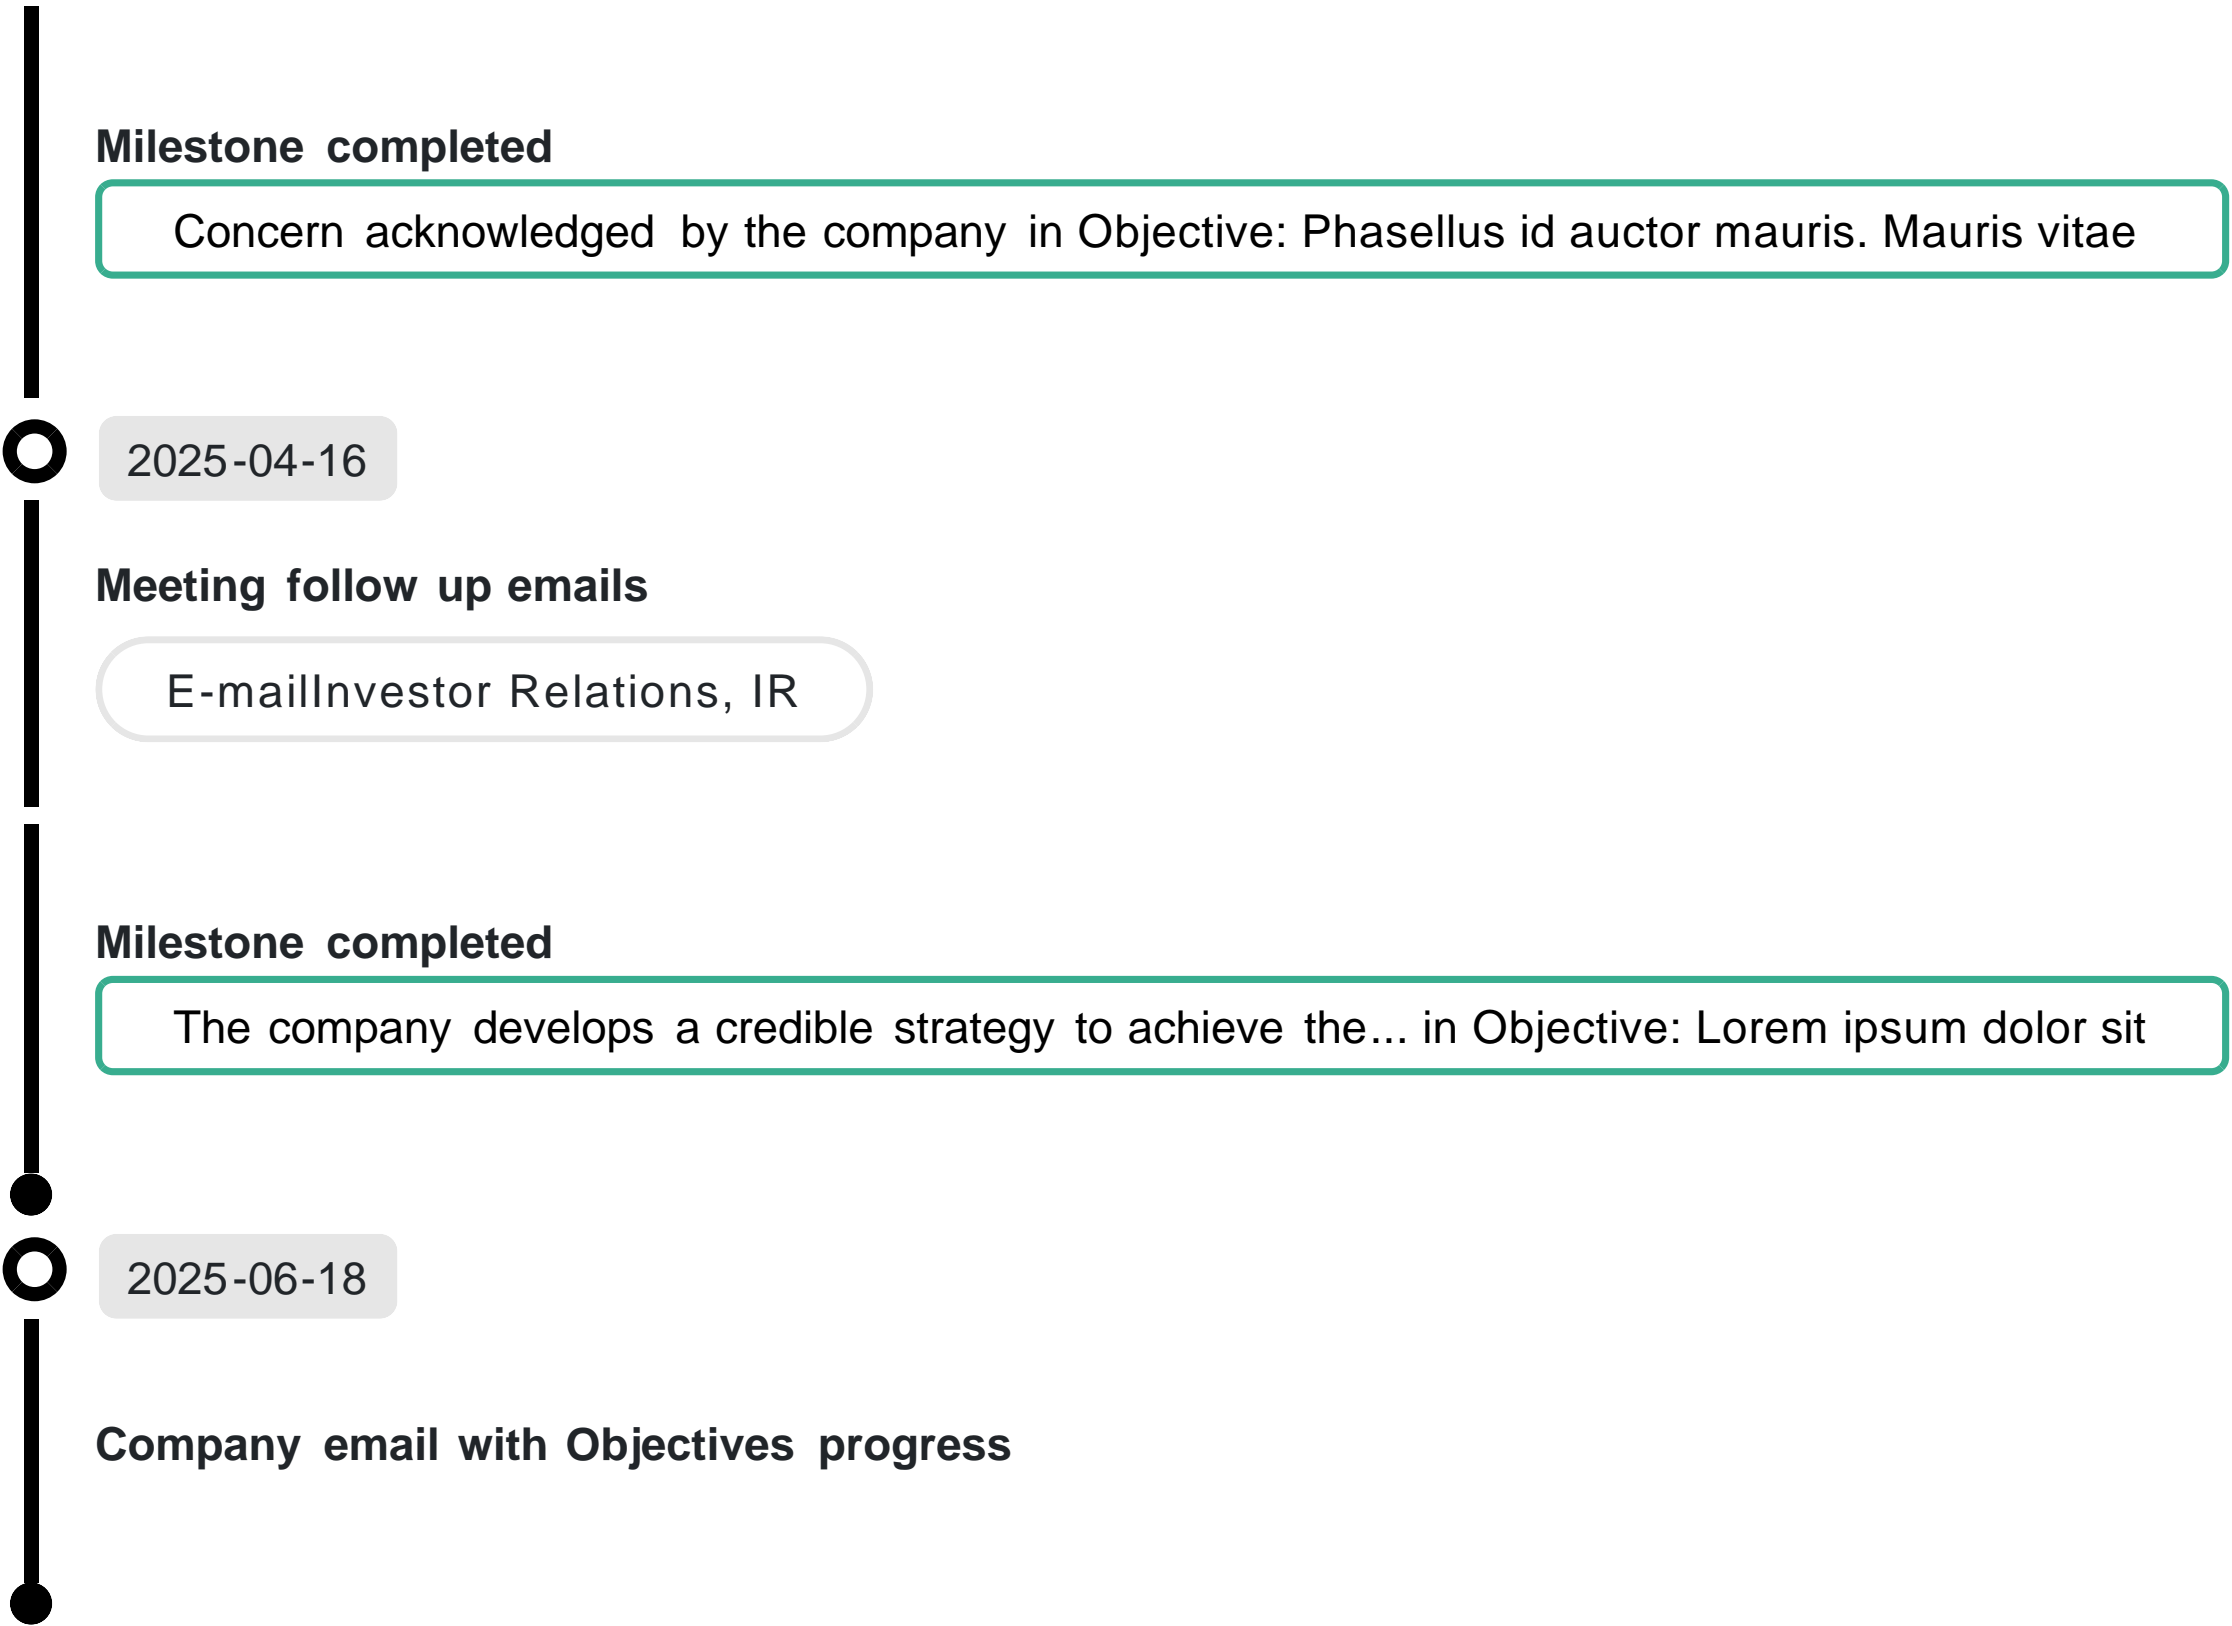 Milestone completed
Concern acknowledged by the company in Objective: Phasellus id auctor mauris. Mauris vitae
2025-04-16
Meeting follow up emails
E-mailInvestor Relations, IR
Milestone completed
The company develops a credible strategy to achieve the... in Objective: Lorem ipsum dolor sit
2025-06-18
Company email with Objectives progress